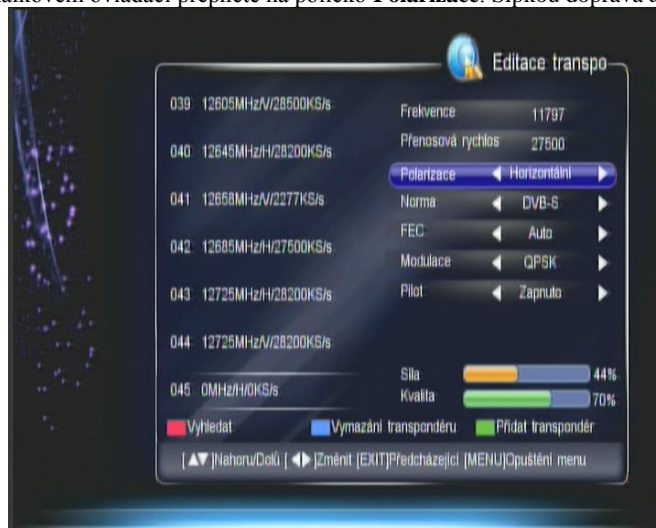 ovladači přepněte na políčko Polarizace. Šipkou doprava
Editace transpo
039 12605MHz/V/28500KS/s
040 12645MHz/H/28200KS/s
041 12658MHz/V/2277KS/s
042 12685MHz/H/27500KS/s
043 12725MHz/H/28200KS/s
044 12725MHz/V/28200KS/s
045 0MHz/H/0KS/s
Frekvence 11797
Přenosová rychlos 27500
Polarizace ◀ Horizontální ▶
Norma ◀ DVB-S ▶
FEC ◀ Auto ▶
Modulace ◀ QPSK ▶
Pilot ◀ Zapnuto ▶
Síla 44%
Kvalita 70%
Vyhledat Vymazání transpondéru Přidat transpondér
[▲▼]Nahoru/Dolů [◀▶]Změnit [EXIT]Předcházející [MENU]Opuštění menu